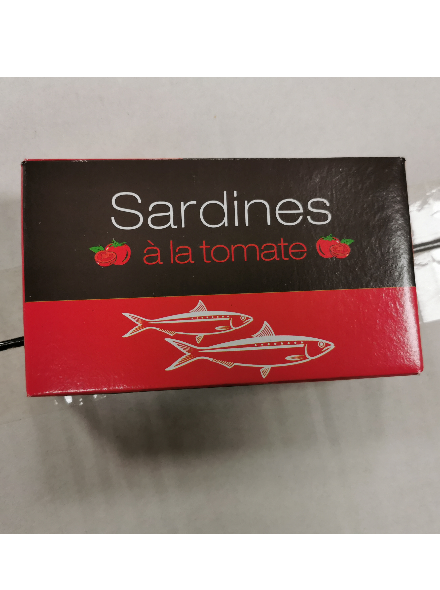 Sardines
à la tomate